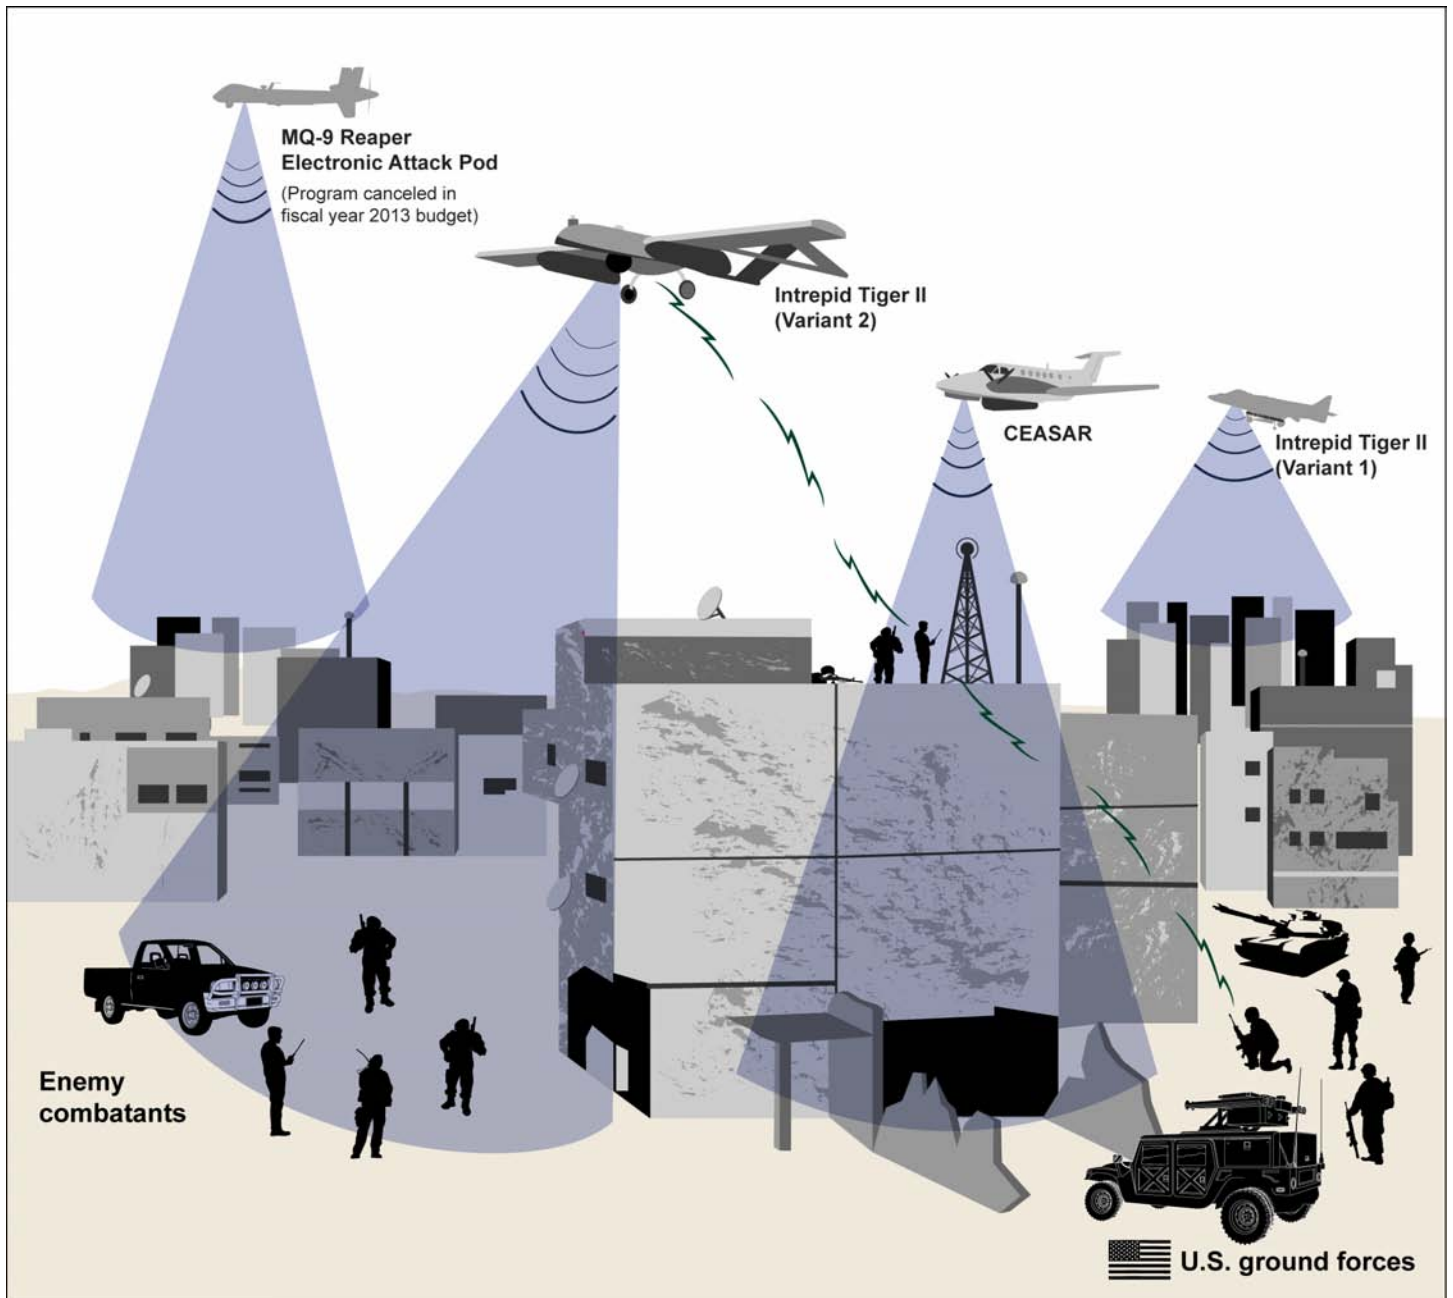 MQ-9 Reaper
Electronic Attack Pod
(Program canceled in
fiscal year 2013 budget)
Intrepid Tiger II
(Variant 2)
CEASAR
Intrepid Tiger II
(Variant 1)
Enemy
combatants
U.S. ground forces